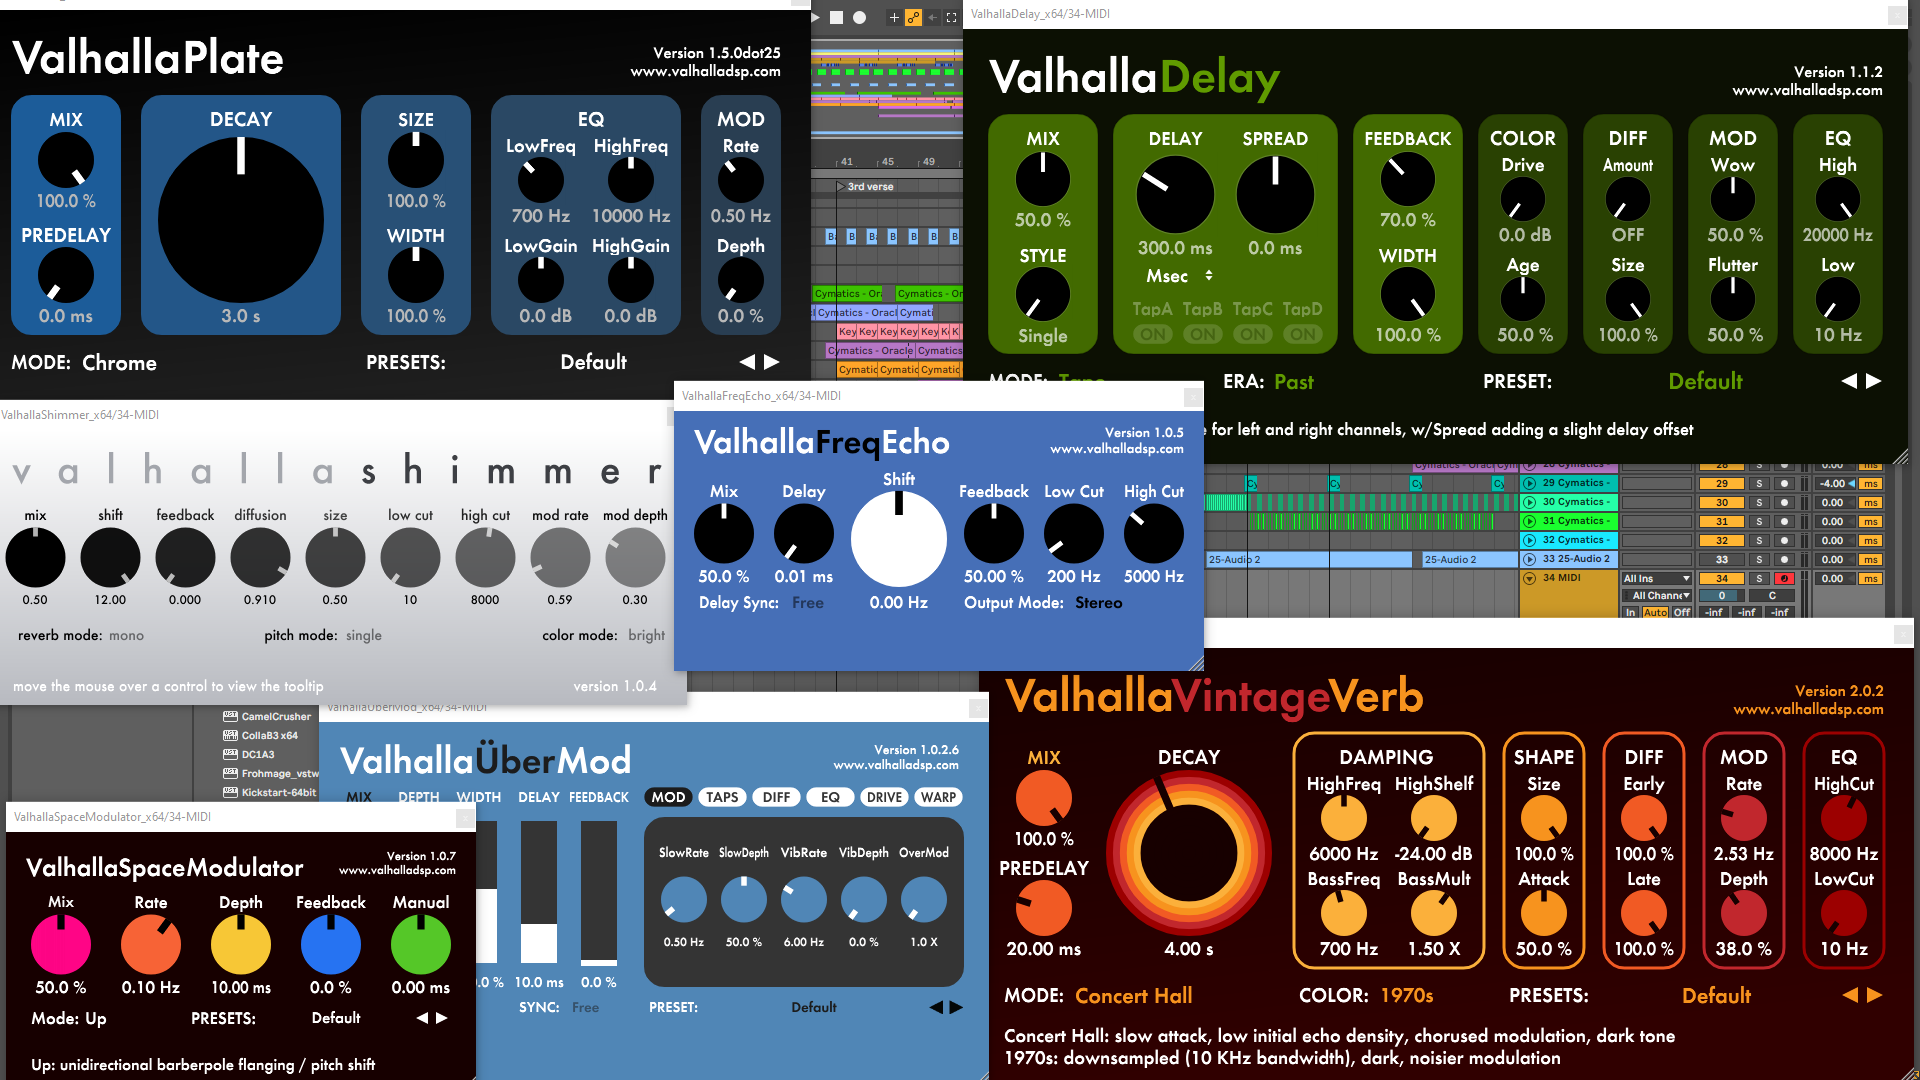 ValhallaPlate
Version 1.5.0dot25
www.valhalladsp.com
MIX
DECAY
SIZE
EQ
MOD
LowFreq HighFreq
Rate
100.0 %
100.0 %
700 Hz 10000 Hz
0.50 Hz
PREDELAY
WIDTH
LowGain HighGain
Depth
0.0 ms
3.0 s
100.0 %
0.0 dB 0.0 dB
0.0 %
MODE: Chrome
PRESETS: Default
41 45 49
3rd verse
B B B B B B
Cymatics - Cymatics - Or
Cymatics - Oracl Cymati
Key Key Key Key K K
Cymatics - Oracle Cymatics
Cymatic Cymatic Cymatic
ValhallaDelay_x64/34-MIDI
ValhallaDelay
Version 1.1.2
www.valhalladsp.com
MIX
DELAY SPREAD
FEEDBACK
COLOR
DIFF
MOD
EQ
Drive
Amount
Wow
High
50.0 %
300.0 ms 0.0 ms
70.0 %
0.0 dB
OFF
50.0 %
20000 Hz
STYLE
Msec
WIDTH
Age
Size
Flutter
Low
TapA TapB TapC TapD
ON ON ON ON
Single
100.0 %
50.0 %
100.0 %
50.0 %
10 Hz
MODE: Tape
ERA: Past
PRESET: Default
for left and right channels, w/Spread adding a slight delay offset
ValhallaShimmer_x64/34-MIDI
valhallashimmer
mix shift feedback diffusion size low cut high cut mod rate mod depth
0.50 12.00 0.000 0.910 0.50 10 8000 0.59 0.30
reverb mode: mono
pitch mode: single
color mode: bright
move the mouse over a control to view the tooltip
version 1.0.4
ValhallaFreqEcho_x64/34-MIDI
ValhallaFreqEcho
Version 1.0.5
www.valhalladsp.com
Mix Delay Shift Feedback Low Cut High Cut
50.0 % 0.01 ms 50.00 % 200 Hz 5000 Hz
Delay Sync: Free
0.00 Hz
Output Mode: Stereo
28 Cymatics - 28 S 0.00 ms
29 Cymatics - 29 S -4.00 ms
30 Cymatics - 30 S 0.00 ms
31 Cymatics - 31 S 0.00 ms
32 Cymatics - 32 S 0.00 ms
25-Audio 2 25-Audio 2 33 25-Audio 2 33 S 0.00 ms
34 MIDI All Ins 34 S 0.00 ms
All Channe 0 C
In Auto Off -inf -inf -inf
CamelCrusher
CollaB3 x64
DC1A3
Frohmage_vstw
Kickstart-64bit
ValhallaUberMod_x64/34-MIDI
ValhallaÜberMod
Version 1.0.2.6
www.valhalladsp.com
MIX DEPTH WIDTH DELAY FEEDBACK
MOD TAPS DIFF EQ DRIVE WARP
SlowRate SlowDepth VibRate VibDepth OverMod
0.50 Hz 50.0 % 6.00 Hz 0.0 % 1.0 X
.0 % 10.0 ms 0.0 %
SYNC: Free
PRESET: Default
ValhallaSpaceModulator_x64/34-MIDI
ValhallaSpaceModulator
Version 1.0.7
www.valhalladsp.com
Mix Rate Depth Feedback Manual
50.0 % 0.10 Hz 10.00 ms 0.0 % 0.00 ms
Mode: Up
PRESETS: Default
Up: unidirectional barberpole flanging / pitch shift
ValhallaVintageVerb
Version 2.0.2
www.valhalladsp.com
MIX
DECAY
DAMPING
SHAPE
DIFF
MOD
EQ
HighFreq HighShelf
Size
Early
Rate
HighCut
100.0 %
6000 Hz -24.00 dB
100.0 %
100.0 %
2.53 Hz
8000 Hz
PREDELAY
BassFreq BassMult
Attack
Late
Depth
LowCut
20.00 ms
4.00 s
700 Hz 1.50 X
50.0 %
100.0 %
38.0 %
10 Hz
MODE: Concert Hall
COLOR: 1970s
PRESETS: Default
Concert Hall: slow attack, low initial echo density, chorused modulation, dark tone
1970s: downsampled (10 KHz bandwidth), dark, noisier modulation